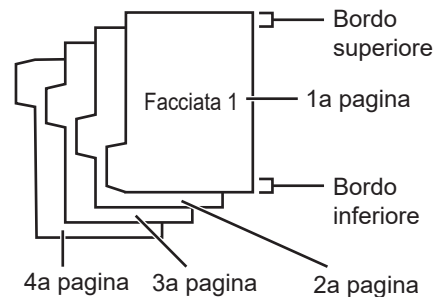 Bordo
superiore
Facciata 1
1a pagina
Bordo
inferiore
4a pagina
3a pagina
2a pagina